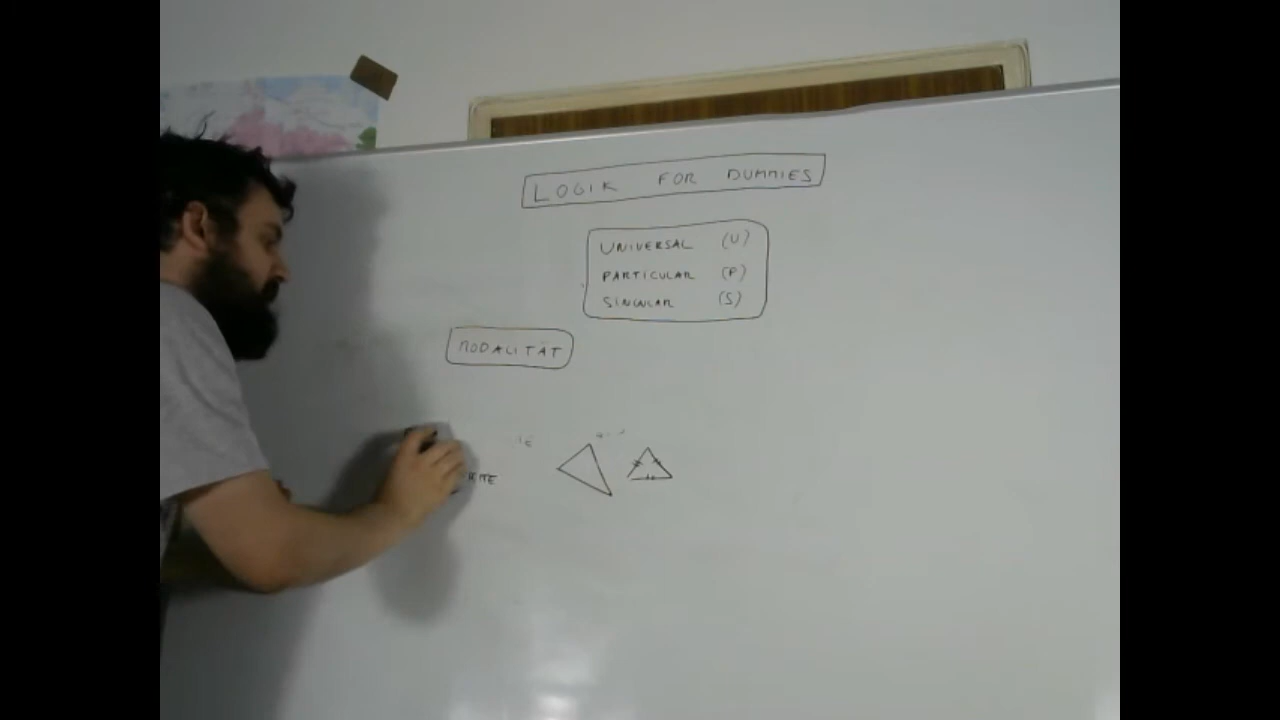 LOGIK FOR DUMMIES
UNIVERSAL (U)
PARTICULAR (P)
SINGULAR (S)
MODALITÄT